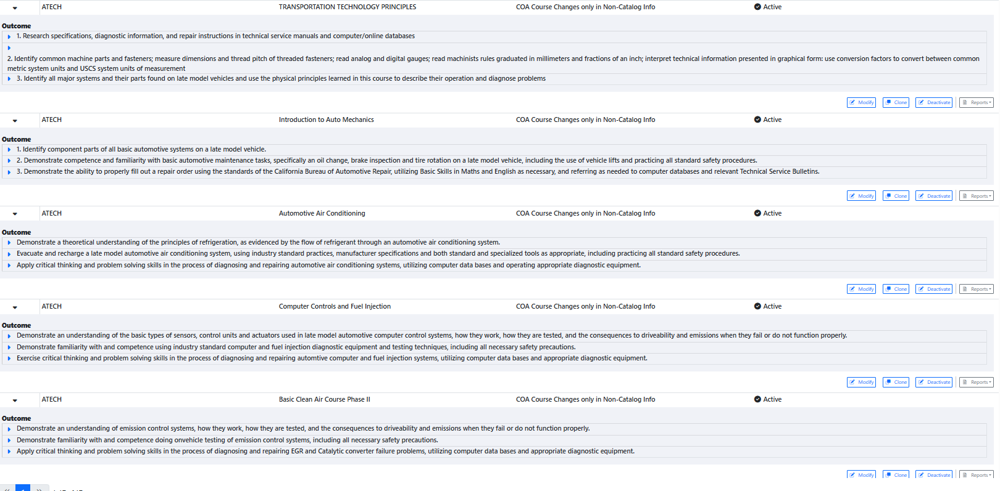 ATECH TRANSPORTATION TECHNOLOGY PRINCIPLES COA Course Changes only in Non-Catalog Info Active
Outcome
1. Research specifications, diagnostic information, and repair instructions in technical service manuals and computer/online databases
2. Identify common machine parts and fasteners; measure dimensions and thread pitch of threaded fasteners; read analog and digital gauges; read machinists rules graduated in millimeters and fractions of an inch; interpret technical information presented in graphical form: use conversion factors to convert between common
metric system units and USCS system units of measurement
3. Identify all major systems and their parts found on late model vehicles and use the physical principles learned in this course to describe their operation and diagnose problems
Modify Clone Deactivate Reports
ATECH Introduction to Auto Mechanics COA Course Changes only in Non-Catalog Info Active
Outcome
1. Identify component parts of all basic automotive systems on a late model vehicle.
2. Demonstrate competence and familiarity with basic automotive maintenance tasks, specifically an oil change, brake inspection and tire rotation on a late model vehicle, including the use of vehicle lifts and practicing all standard safety procedures.
3. Demonstrate the ability to properly fill out a repair order using the standards of the California Bureau of Automotive Repair, utilizing Basic Skills in Maths and English as necessary, and referring as needed to computer databases and relevant Technical Service Bulletins.
Modify Clone Deactivate Reports
ATECH Automotive Air Conditioning COA Course Changes only in Non-Catalog Info Active
Outcome
Demonstrate a theoretical understanding of the principles of refrigeration, as evidenced by the flow of refrigerant through an automotive air conditioning system.
Evacuate and recharge a late model automotive air conditioning system, using industry standard practices, manufacturer specifications and both standard and specialized tools as appropriate, including practicing all standard safety procedures.
Apply critical thinking and problem solving skills in the process of diagnosing and repairing automotive air conditioning systems, utilizing computer data bases and operating appropriate diagnostic equipment.
Modify Clone Deactivate Reports
ATECH Computer Controls and Fuel Injection COA Course Changes only in Non-Catalog Info Active
Outcome
Demonstrate an understanding of the basic types of sensors, control units and actuators used in late model automotive computer control systems, how they work, how they are tested, and the consequences to driveability and emissions when they fail or do not function properly.
Demonstrate familiarity with and competence using industry standard computer and fuel injection diagnostic equipment and testing techniques, including all necessary safety precautions.
Exercise critical thinking and problem solving skills in the process of diagnosing and repairing automtive computer and fuel injection systems, utilizing computer data bases and appropriate diagnostic equipment.
Modify Clone Deactivate Reports
ATECH Basic Clean Air Course Phase II COA Course Changes only in Non-Catalog Info Active
Outcome
Demonstrate an understanding of emission control systems, how they work, how they are tested, and the consequences to driveability and emissions when they fail or do not function properly.
Demonstrate familiarity with and competence doing onvehicle testing of emission control systems, including all necessary safety precautions.
Apply critical thinking and problem solving skills in the process of diagnosing and repairing EGR and Catalytic converter failure problems, utilizing computer data bases and appropriate diagnostic equipment.
Modify Clone Deactivate Reports